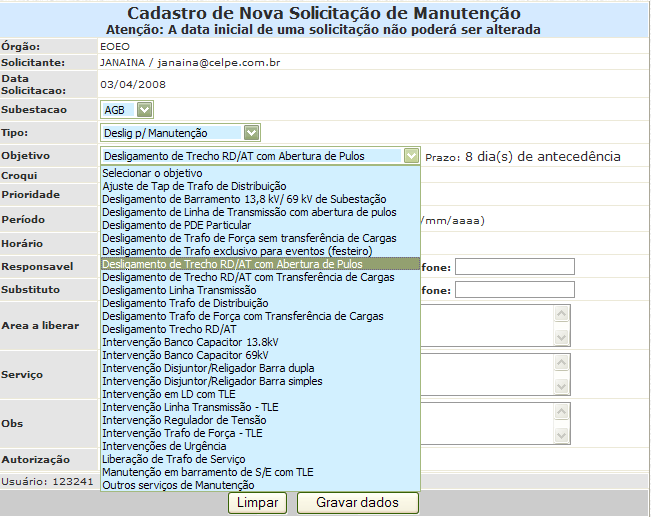 Cadastro de Nova Solicitação de Manutenção
Atenção: A data inicial de uma solicitação não poderá ser alterada
Órgão: EOEO
Solicitante: JANAINA / janaina@celpe.com.br
Data Solicitacao: 03/04/2008
Subestacao AGB
Tipo: Deslig p/ Manutenção
Objetivo Desligamento de Trecho RD/AT com Abertura de Pulos Prazo: 8 dia(s) de antecedência
Croqui
Prioridade
Período /mm/aaaa)
Horário
Responsavel fone:
Substituto fone:
Area a liberar
Serviço
Obs
Autorização
Usuário: 123241
Selecionar o objetivo
Ajuste de Tap de Trafo de Distribuição
Desligamento de Barramento 13,8 kV/ 69 kV de Subestação
Desligamento de Linha de Transmissão com abertura de pulos
Desligamento de PDE Particular
Desligamento de Trafo de Força sem transferência de Cargas
Desligamento de Trafo exclusivo para eventos (festeiro)
Desligamento de Trecho RD/AT com Abertura de Pulos
Desligamento de Trecho RD/AT com Transferência de Cargas
Desligamento Linha Transmissão
Desligamento Trafo de Distribuição
Desligamento Trafo de Força com Transferência de Cargas
Desligamento Trecho RD/AT
Intervenção Banco Capacitor 13.8kV
Intervenção Banco Capacitor 69kV
Intervenção Disjuntor/Religador Barra dupla
Intervenção Disjuntor/Religador Barra simples
Intervenção em LD com TLE
Intervenção Linha Transmissão - TLE
Intervenção Regulador de Tensão
Intervenção Trafo de Força - TLE
Intervenções de Urgência
Liberação de Trafo de Serviço
Manutenção em barramento de S/E com TLE
Outros serviços de Manutenção
Limpar Gravar dados